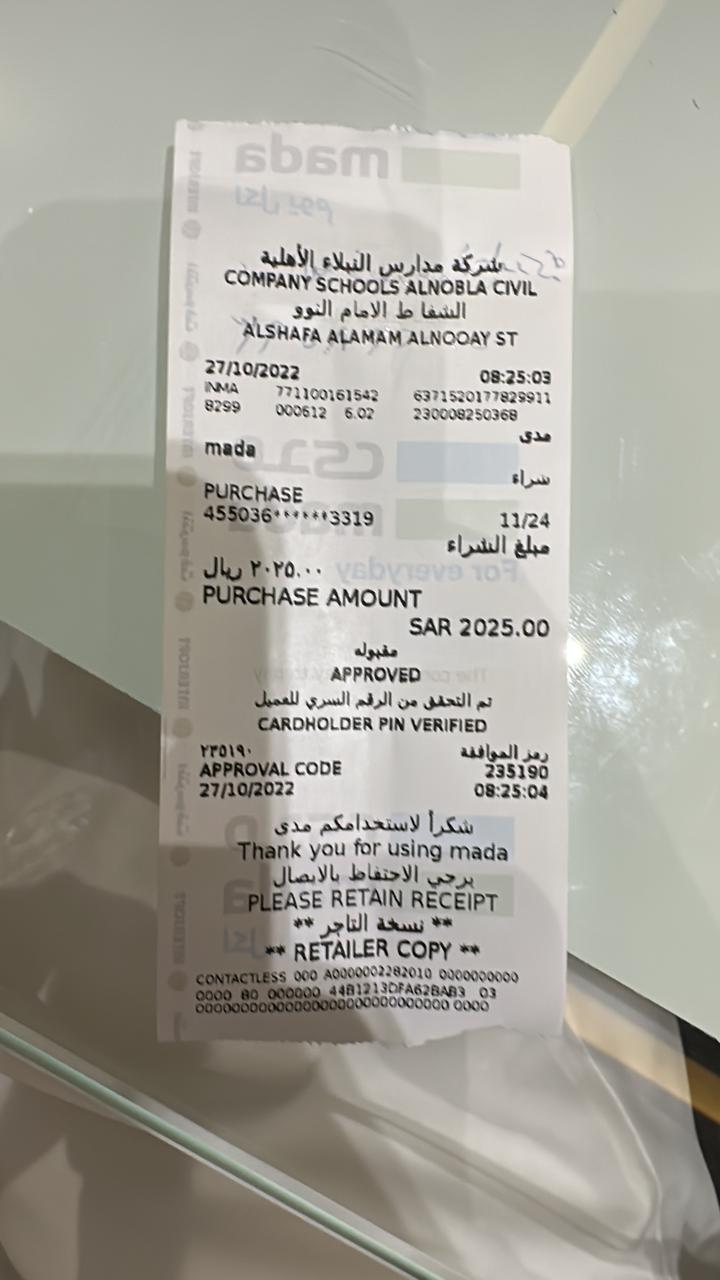 شركة مدارس النبلاء الأهلية
COMPANY SCHOOLS ALNOBLA CIVIL
الشفا ط الامام النوو
ALSHAFA ALAMAM ALNOOAY ST
27/10/2022 08:25:03
INMA 771100161542 6371520177829911
8299 000612 6.02 230008250368
مدى
mada
شراء
PURCHASE
455036******3319 11/24
مبلغ الشراء
٢٠٢٥.٠٠ ريال
PURCHASE AMOUNT
SAR 2025.00
مقبوله
APPROVED
تم التحقق من الرقم السري للعميل
CARDHOLDER PIN VERIFIED
رمز الموافقة ٢٣٥١٩٠
APPROVAL CODE 235190
27/10/2022 08:25:04
شكرأ لاستخدامكم مدى
Thank you for using mada
يرجي الاحتفاظ بالايصال
PLEASE RETAIN RECEIPT
** نسخة التاجر **
** RETAILER COPY **
CONTACTLESS 000 A0000002282010 0000000000
0000 80 000000 44B1213DFA62BAB3 03
0000000000000000000000000000 0000